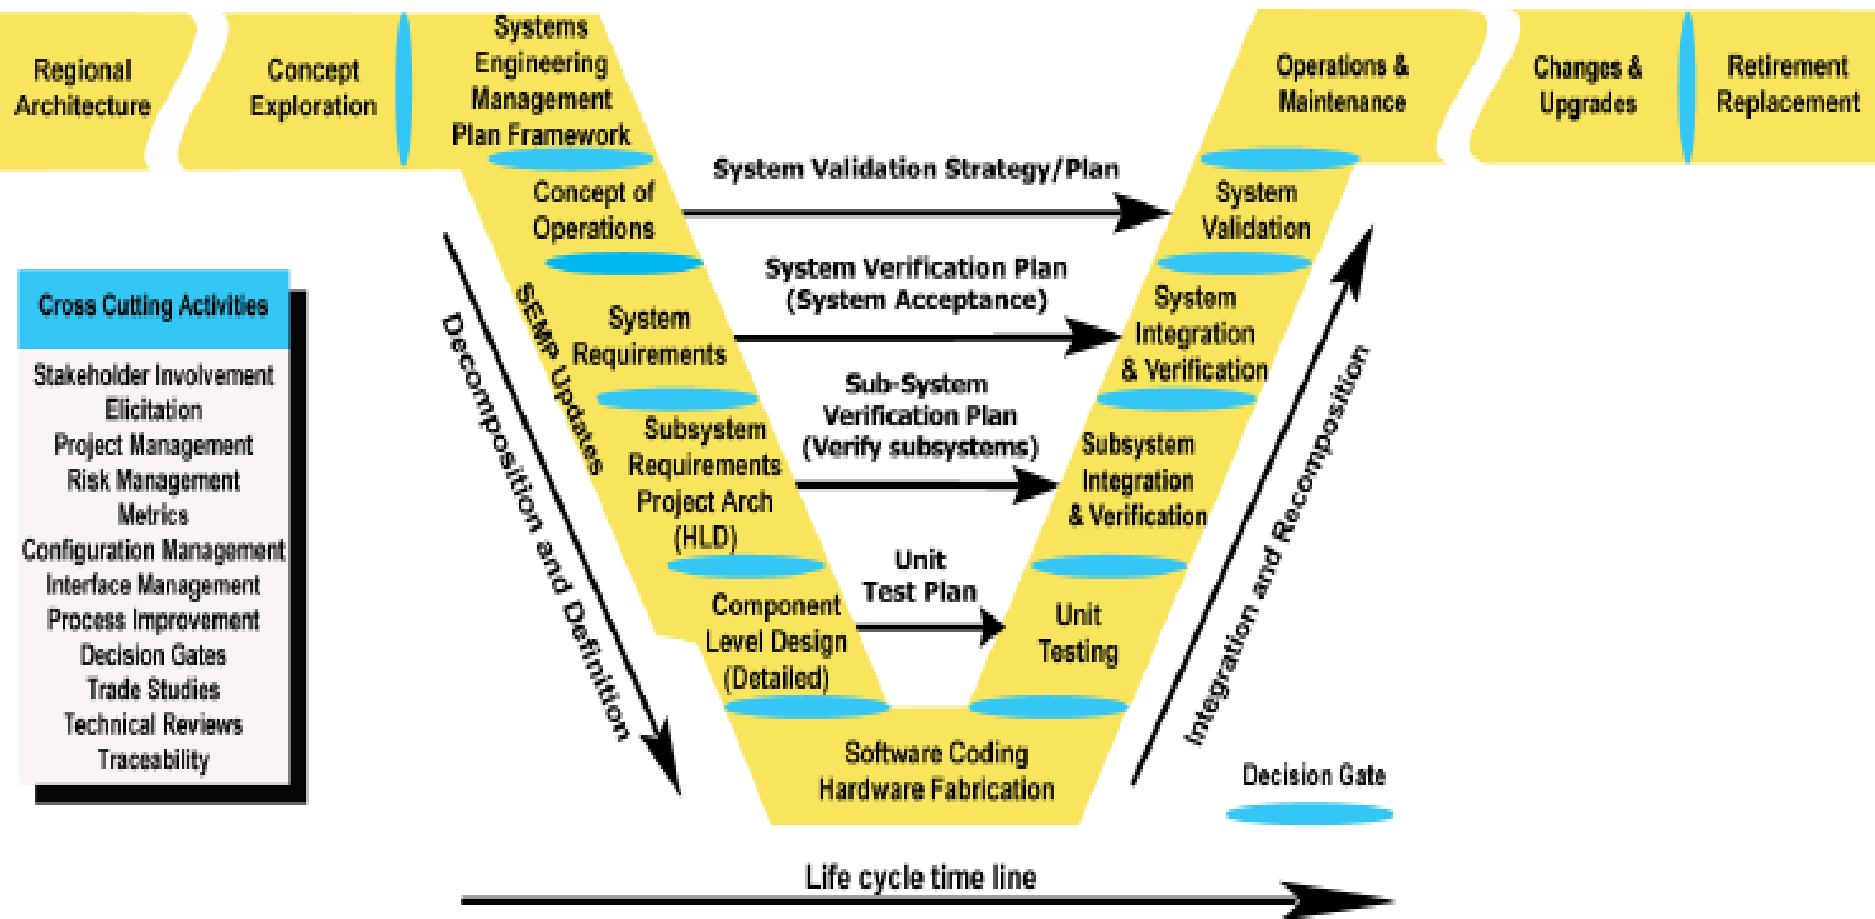 Regional
Architecture
Concept
Exploration
Systems
Engineering
Management
Plan Framework
Operations &
Maintenance
Changes &
Upgrades
Retirement
Replacement
Concept of
Operations
System Validation Strategy/Plan
System
Validation
System
Requirements
System Verification Plan
(System Acceptance)
System
Integration
& Verification
Subsystem
Requirements
Project Arch
(HLD)
Sub-System
Verification Plan
(Verify subsystems)
Subsystem
Integration
& Verification
Component
Level Design
(Detailed)
Unit
Test Plan
Unit
Testing
Software Coding
Hardware Fabrication
SEMP Updates
Decomposition and Definition
Integration and Recomposition
Cross Cutting Activities
Stakeholder Involvement
Elicitation
Project Management
Risk Management
Metrics
Configuration Management
Interface Management
Process Improvement
Decision Gates
Trade Studies
Technical Reviews
Traceability
Decision Gate
Life cycle time line